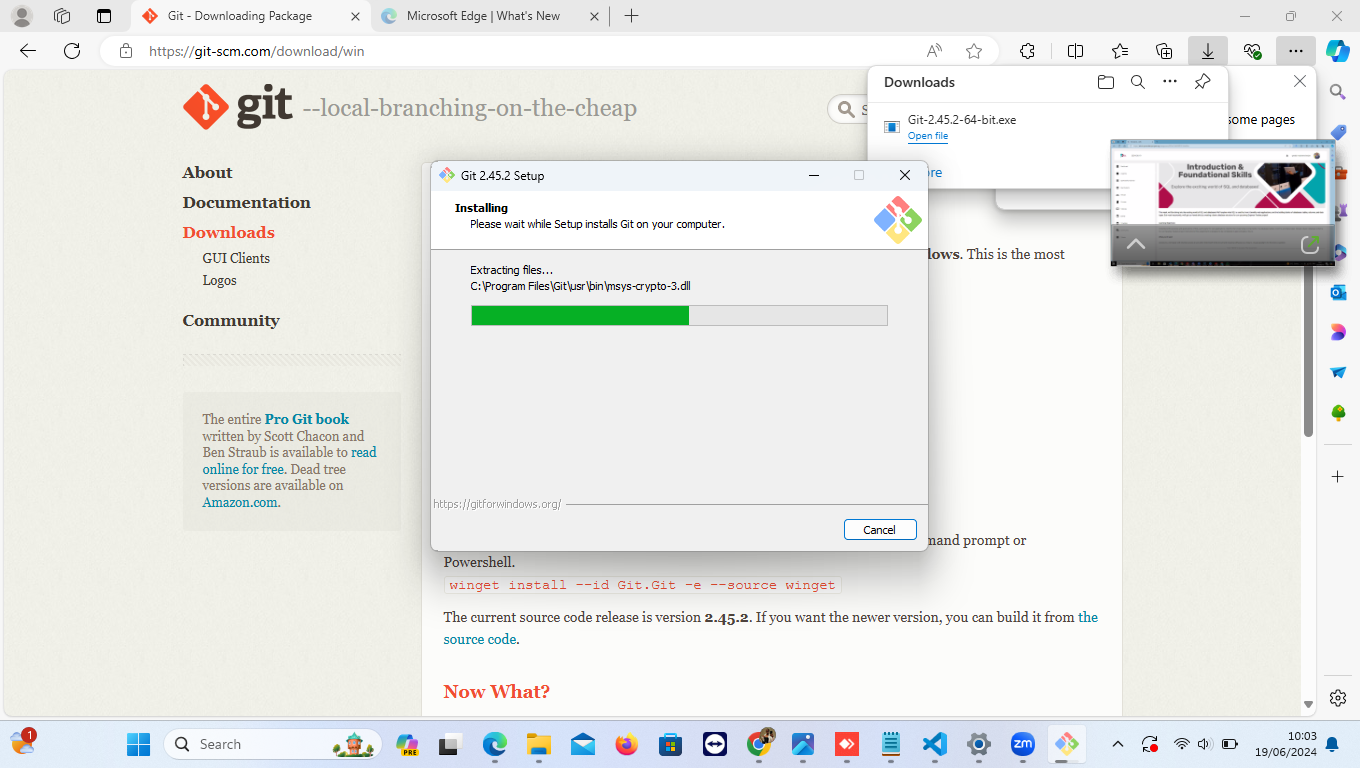 Git - Downloading Package
Microsoft Edge | What's New
https://git-scm.com/download/win
git --local-branching-on-the-cheap
S
Downloads
Git-2.45.2-64-bit.exe
Open file
ore
some pages
Introduction &
Foundational Skills
About
Documentation
Downloads
GUI Clients
Logos
Community
The entire Pro Git book
written by Scott Chacon and
Ben Straub is available to read
online for free. Dead tree
versions are available on
Amazon.com.
Git 2.45.2 Setup
Installing
Please wait while Setup installs Git on your computer.
Extracting files...
C:\Program Files\Git\usr\bin\msys-crypto-3.dll
https://gitforwindows.org/
Cancel
lows. This is the most
mand prompt or
Powershell.
winget install --id Git.Git -e --source winget
The current source code release is version 2.45.2. If you want the newer version, you can build it from the
source code.
Now What?
1
Search
PRE
zm
10:03
19/06/2024